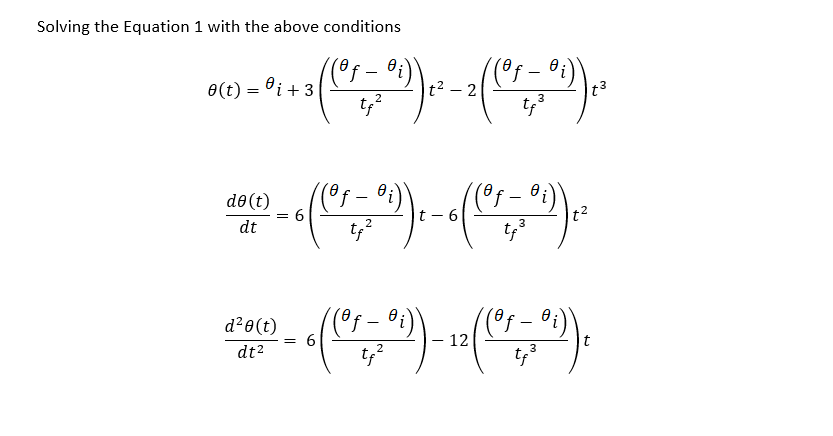 Solving the Equation 1 with the above conditions
θ(t) = θi + 3((θf − θi)/tf²)t² − 2((θf − θi)/tf³)t³
dθ(t)/dt = 6((θf − θi)/tf²)t − 6((θf − θi)/tf³)t²
d²θ(t)/dt² = 6((θf − θi)/tf²) − 12((θf − θi)/tf³)t